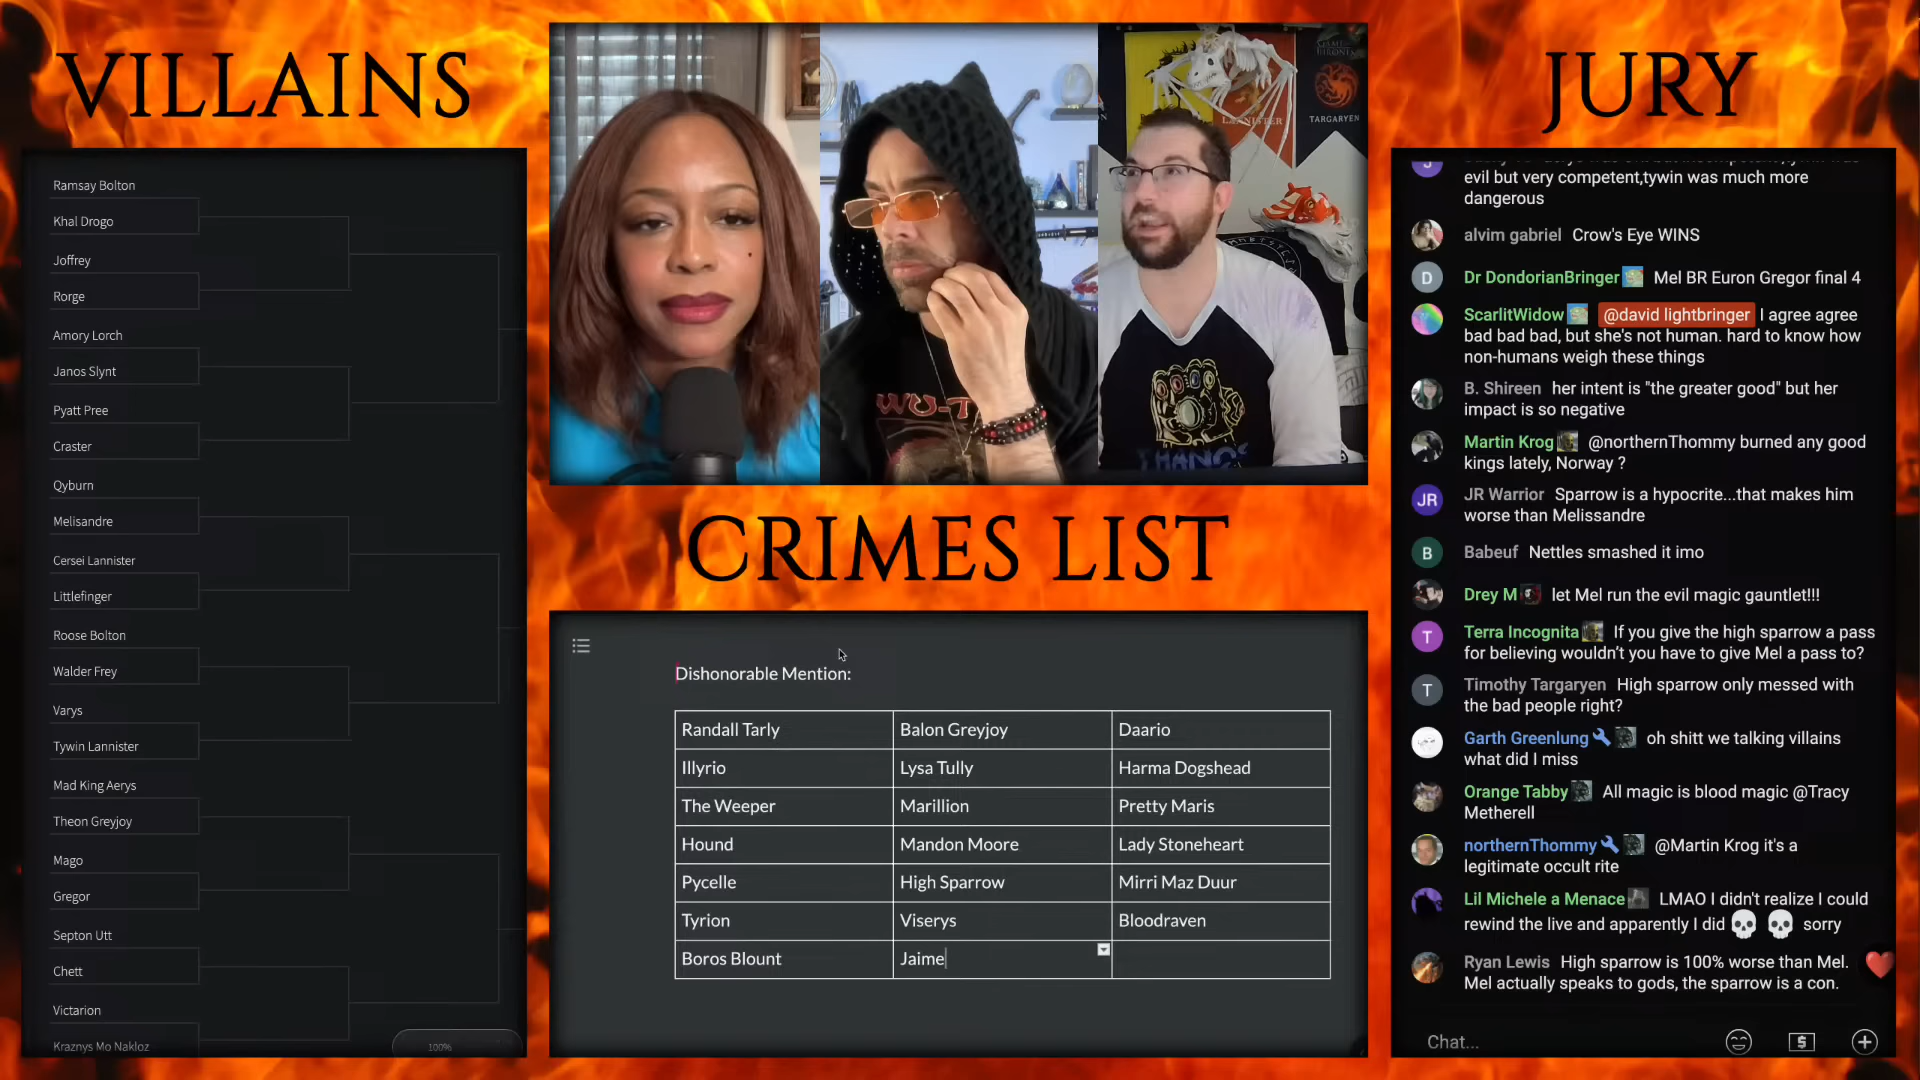 VILLAINS
Ramsay Bolton
Khal Drogo
Joffrey
Rorge
Amory Lorch
Janos Slynt
Pyatt Pree
Craster
Qyburn
Melisandre
Cersei Lannister
Littlefinger
Roose Bolton
Walder Frey
Varys
Tywin Lannister
Mad King Aerys
Theon Greyjoy
Mago
Gregor
Septon Utt
Chett
Victarion
Kraznys Mo Nakloz
100%
WU-T
THANOS
GAME OF THRONES
LANNISTER
TARGARYEN
CRIMES LIST
Dishonorable Mention:
Randall Tarly Balon Greyjoy Daario
Illyrio Lysa Tully Harma Dogshead
The Weeper Marillion Pretty Maris
Hound Mandon Moore Lady Stoneheart
Pycelle High Sparrow Mirri Maz Duur
Tyrion Viserys Bloodraven
Boros Blount Jaime
JURY
evil but very competent,tywin was much more
dangerous
alvim gabriel Crow's Eye WINS
D Dr DondorianBringer Mel BR Euron Gregor final 4
ScarlitWidow @david lightbringer I agree agree
bad bad bad, but she's not human. hard to know how
non-humans weigh these things
B. Shireen her intent is "the greater good" but her
impact is so negative
Martin Krog @northernThommy burned any good
kings lately, Norway ?
JR JR Warrior Sparrow is a hypocrite...that makes him
worse than Melissandre
B Babeuf Nettles smashed it imo
Drey M let Mel run the evil magic gauntlet!!!
T Terra Incognita If you give the high sparrow a pass
for believing wouldn't you have to give Mel a pass to?
T Timothy Targaryen High sparrow only messed with
the bad people right?
Garth Greenlung oh shitt we talking villains
what did I miss
Orange Tabby All magic is blood magic @Tracy
Metherell
northernThommy @Martin Krog it's a
legitimate occult rite
Lil Michele a Menace LMAO I didn't realize I could
rewind the live and apparently I did 💀 💀 sorry
Ryan Lewis High sparrow is 100% worse than Mel.
Mel actually speaks to gods, the sparrow is a con.
Chat...